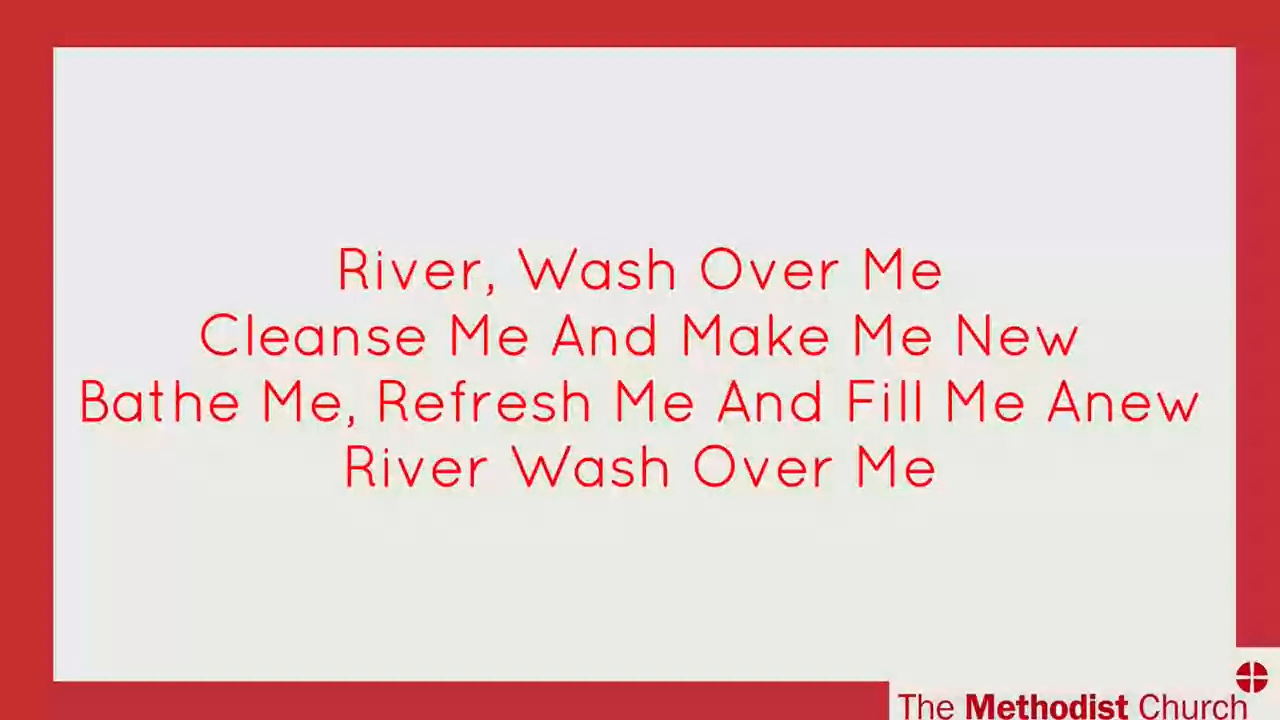 River, Wash Over Me
Cleanse Me And Make Me New
Bathe Me, Refresh Me And Fill Me Anew
River Wash Over Me
The Methodist Church